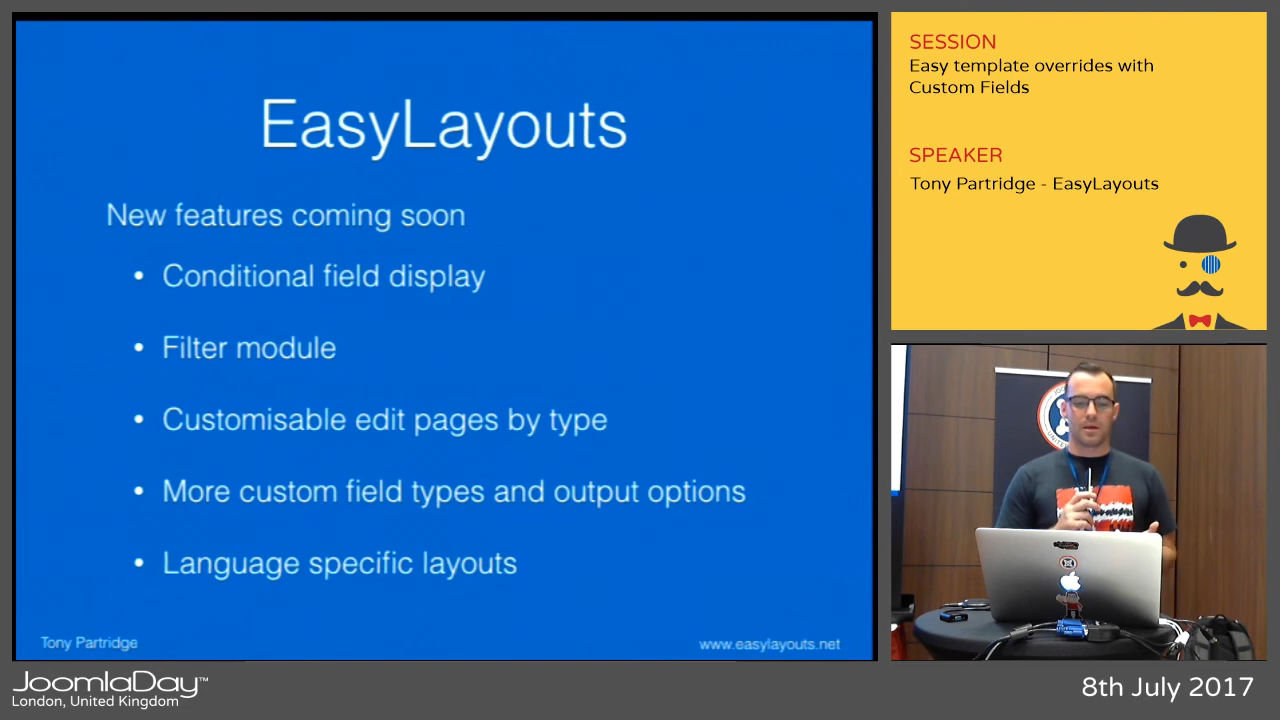 EasyLayouts
New features coming soon
• Conditional field display
• Filter module
• Customisable edit pages by type
• More custom field types and output options
• Language specific layouts
Tony Partridge
www.easylayouts.net
SESSION
Easy template overrides with
Custom Fields
SPEAKER
Tony Partridge - EasyLayouts
JoomlaDay™
London, United Kingdom
8th July 2017